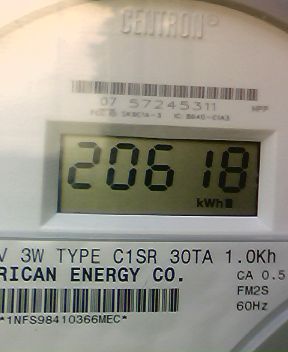 CENTRON®
07 57245311
20618
kWh
V 3W TYPE C1SR 30TA 1.0Kh
RICAN ENERGY CO.
CA 0.5
FM2S
60Hz
*1NFS98410366MEC*